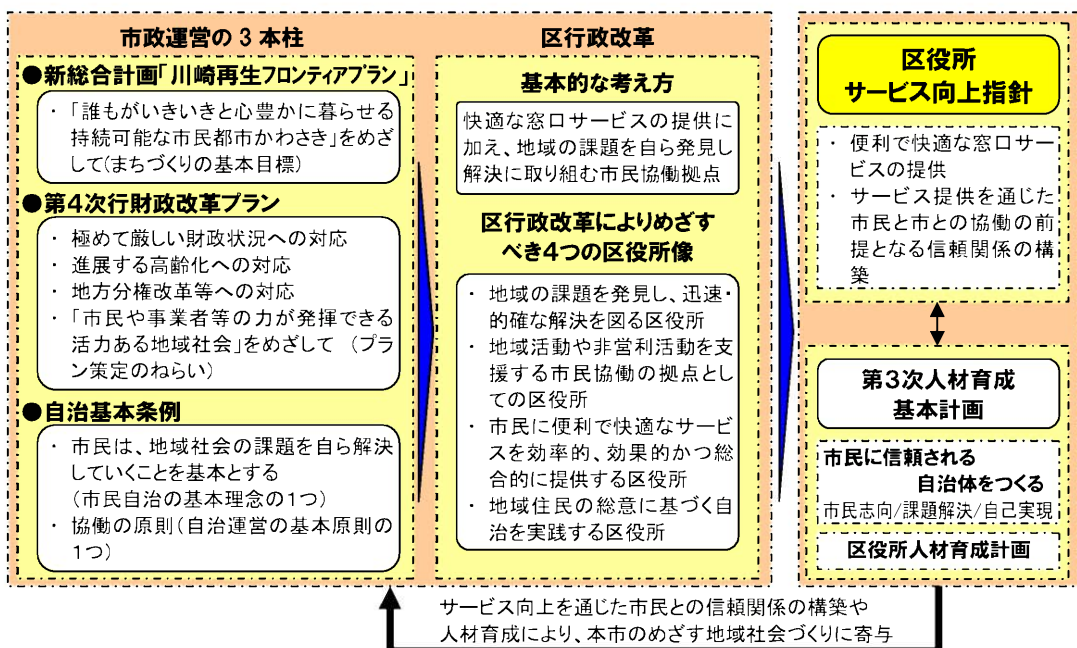 市政運営の3本柱
●新総合計画「川崎再生フロンティアプラン」
・「誰もがいきいきと心豊かに暮らせる
持続可能な市民都市かわさき」をめざ
して(まちづくりの基本目標)
●第4次行財政改革プラン
・ 極めて厳しい財政状況への対応
・ 進展する高齢化への対応
・ 地方分権改革等への対応
・「市民や事業者等の力が発揮できる
活力ある地域社会」をめざして (プ
ラン策定のねらい)
●自治基本条例
・ 市民は、地域社会の課題を自ら解決
していくことを基本とする
(市民自治の基本理念の1つ)
・ 協働の原則(自治運営の基本原則の
1つ)
区行政改革
基本的な考え方
快適な窓口サービスの提供に
加え、地域の課題を自ら発見し
解決に取り組む市民協働拠点
区行政改革によりめざす
べき4つの区役所像
・ 地域の課題を発見し、迅速・
的確な解決を図る区役所
・ 地域活動や非営利活動を支
援する市民協働の拠点とし
ての区役所
・ 市民に便利で快適なサービ
スを効率的、効果的かつ総
合的に提供する区役所
・ 地域住民の総意に基づく自
治を実践する区役所
区役所
サービス向上指針
・ 便利で快適な窓口サー
ビスの提供
・ サービス提供を通じた
市民と市との協働の前
提となる信頼関係の構
築
第3次人材育成
基本計画
市民に信頼される
自治体をつくる
市民志向/課題解決/自己実現
区役所人材育成計画
サービス向上を通じた市民との信頼関係の構築や
人材育成により、本市のめざす地域社会づくりに寄与